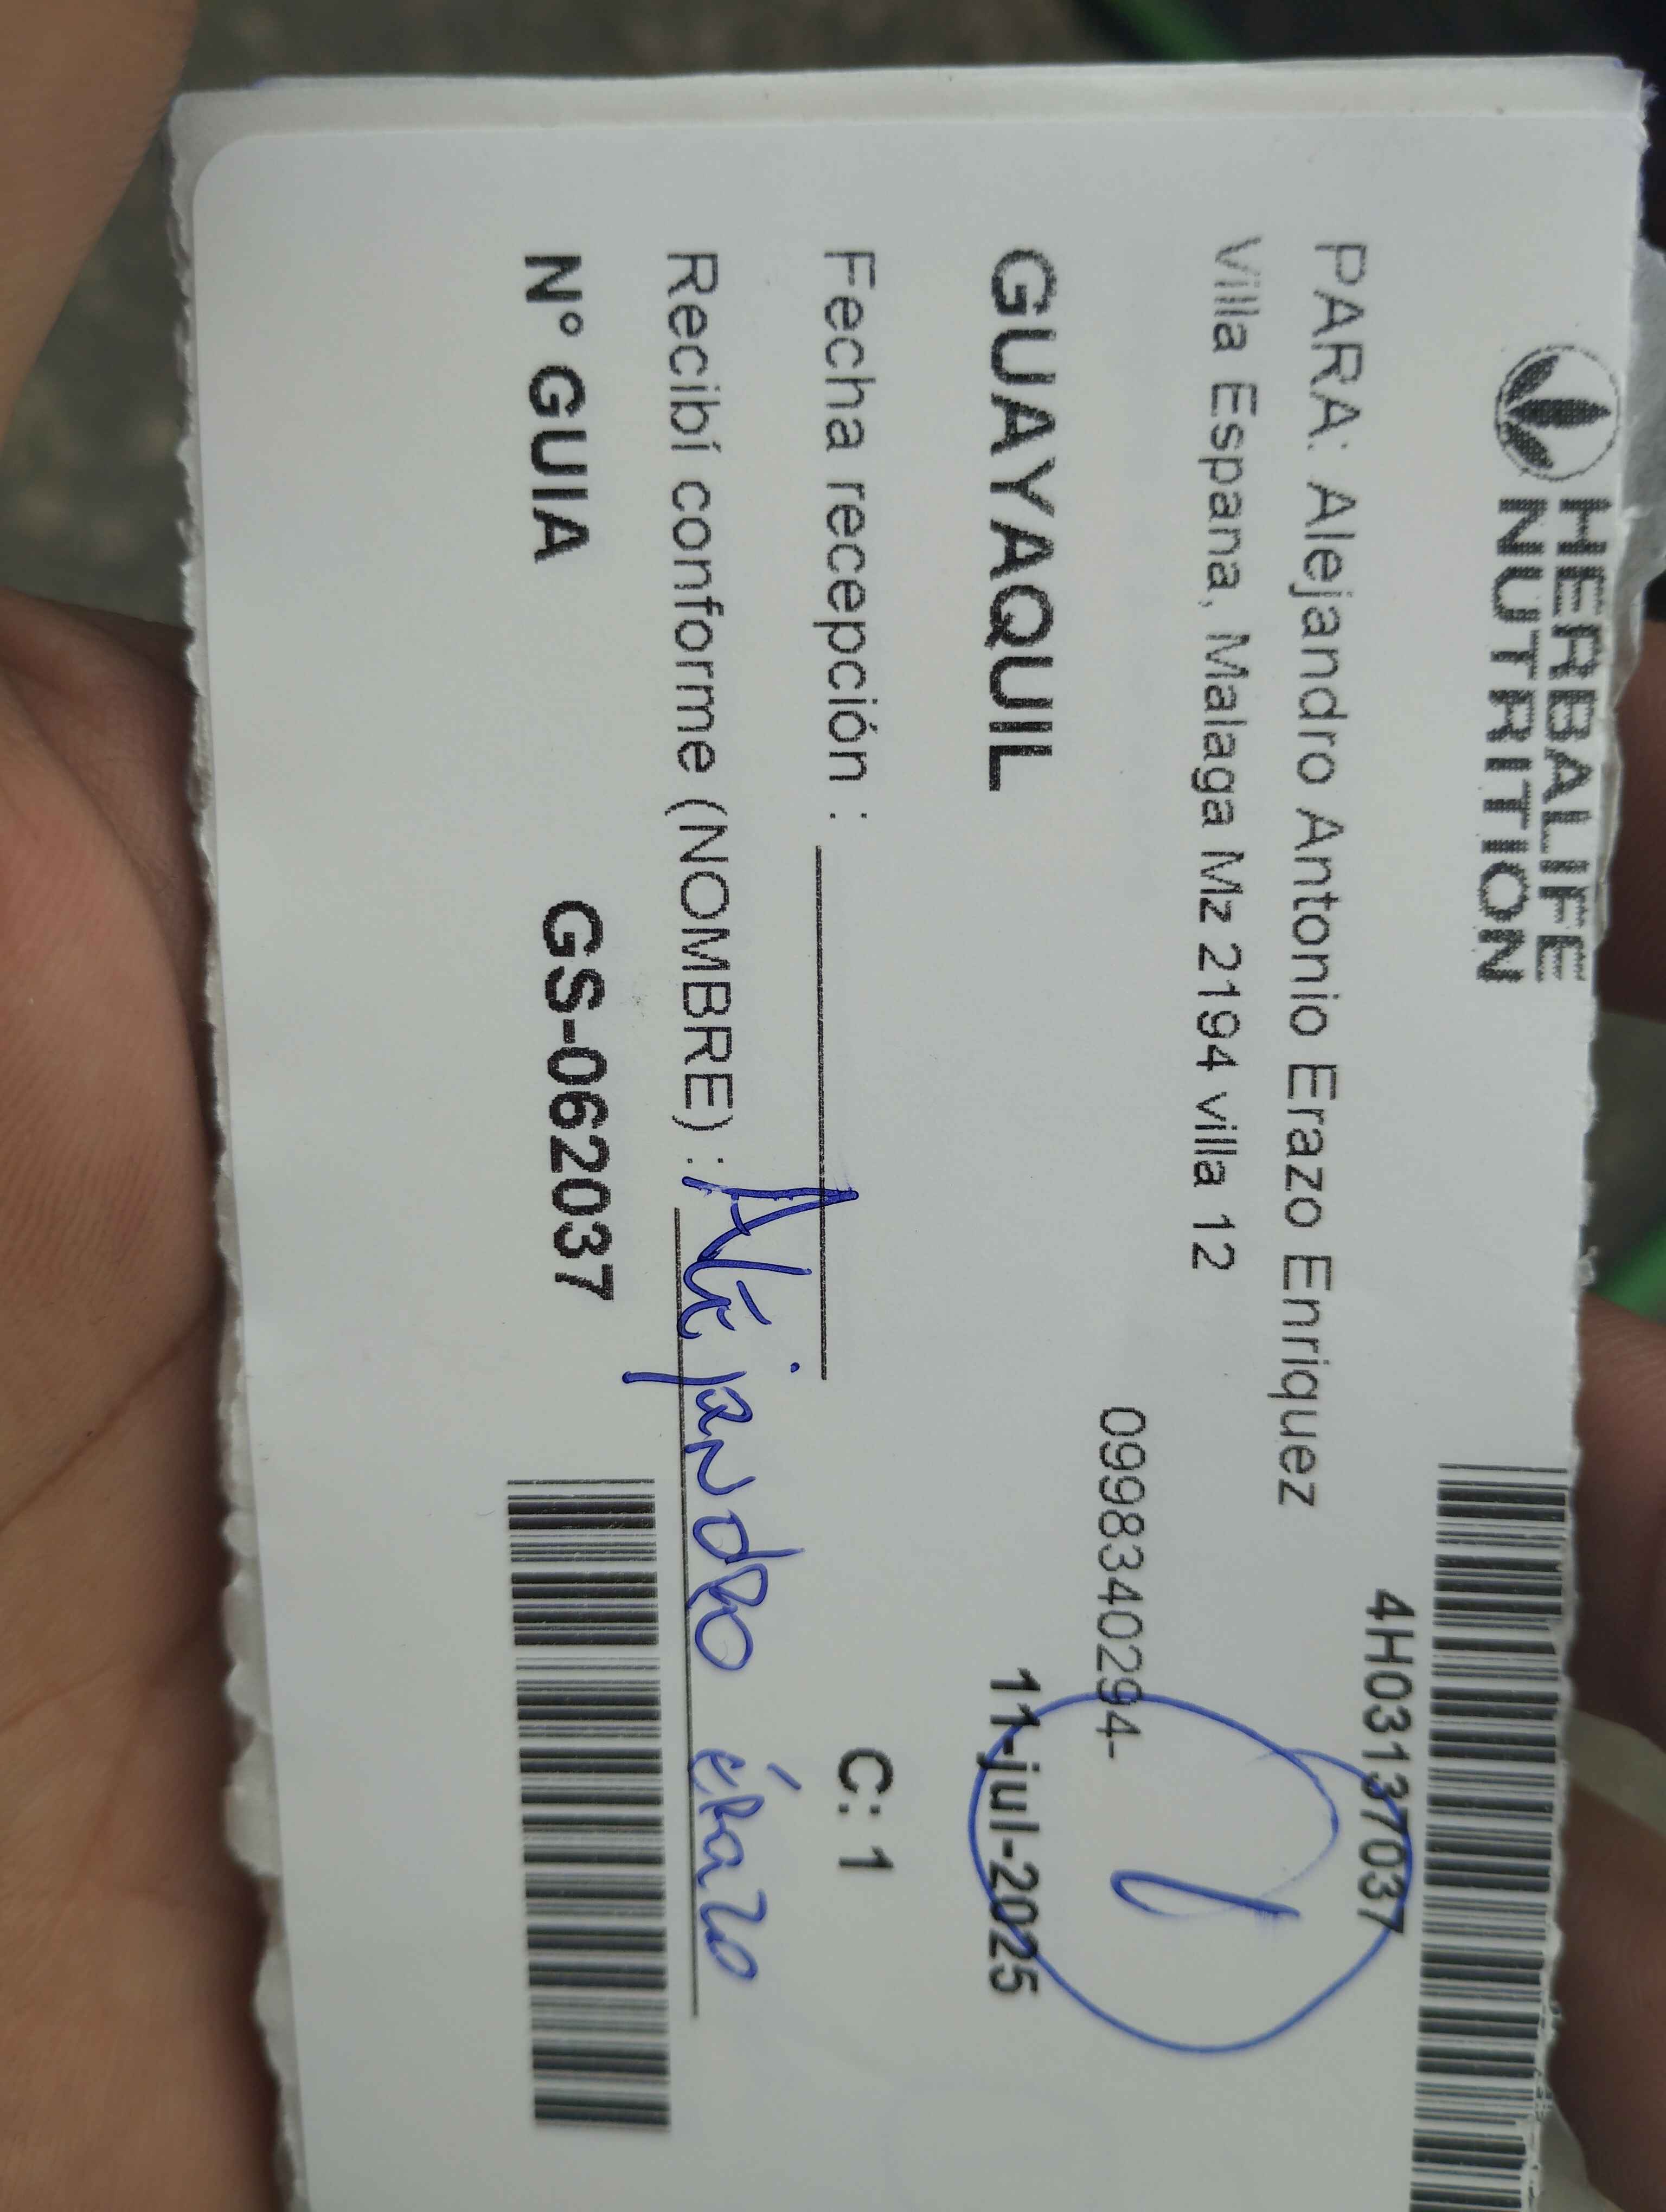 HERBALIFE
NUTRITION
4H03137037
PARA: Alejandro Antonio Erazo Enriquez
Villa Espana, Malaga Mz 2194 villa 12
0998340294-
GUAYAQUIL 11-jul-2025
Fecha recepción : C: 1
Recibí conforme (NOMBRE) : Alejandro érazo
N° GUIA GS-062037